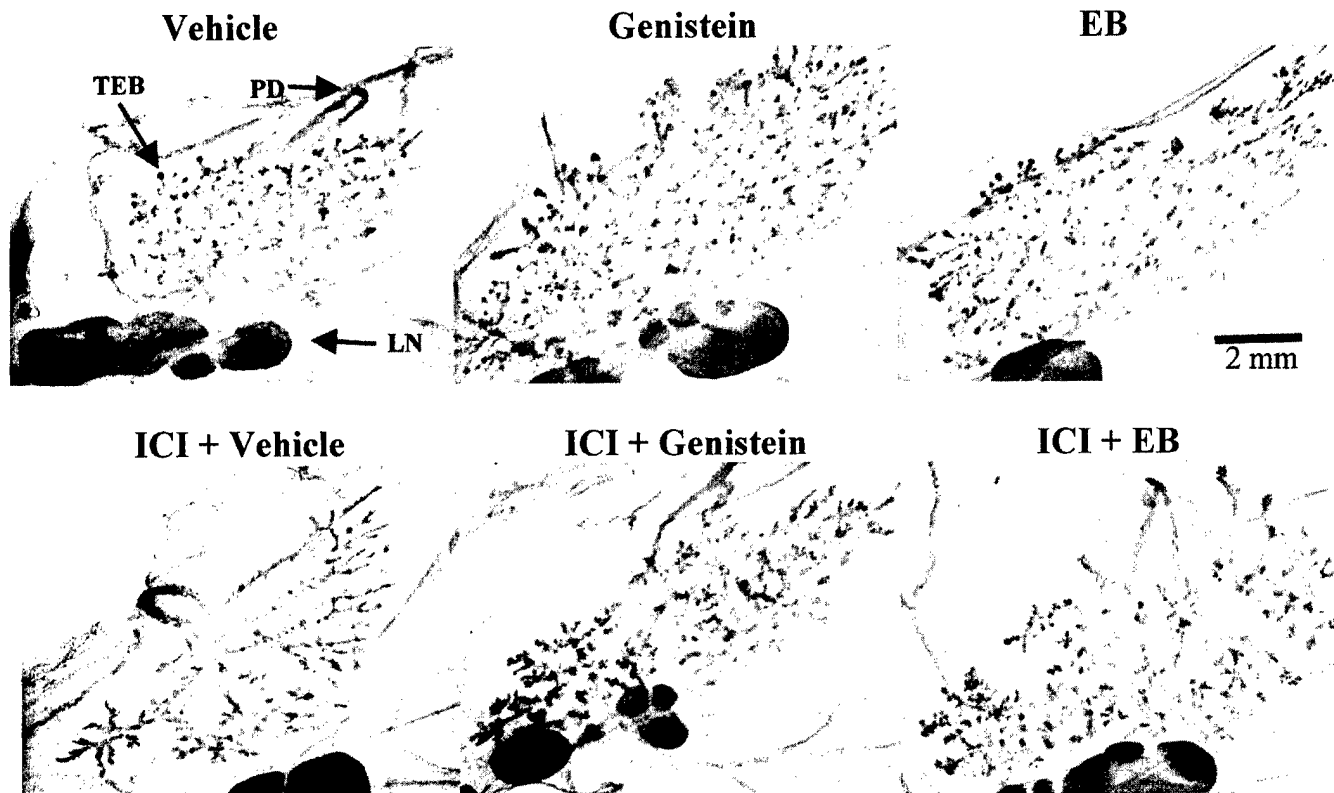 Vehicle
Genistein
EB
TEB
PD
LN
2 mm
ICI + Vehicle
ICI + Genistein
ICI + EB